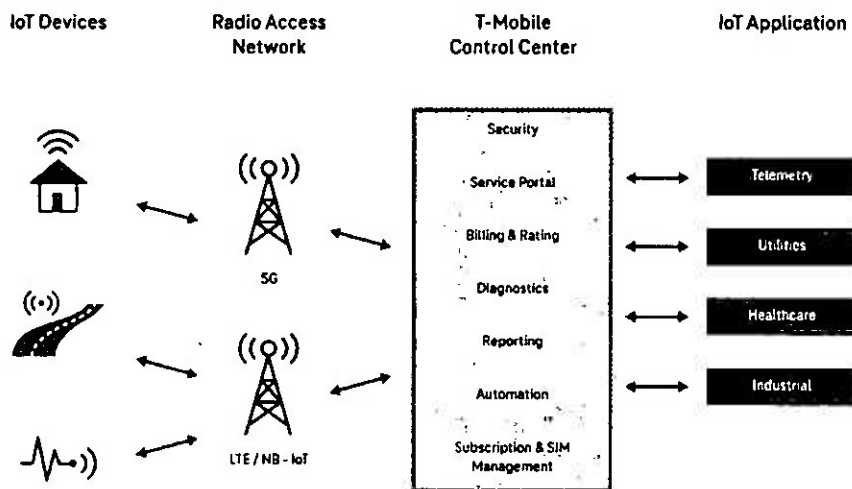 IoT Devices
Radio Access
Network
T-Mobile
Control Center
IoT Application
5G
LTE / NB - IoT
Security
Service Portal
Billing & Rating
Diagnostics
Reporting
Automation
Subscription & SIM
Management
Telemetry
Utilities
Healthcare
Industrial